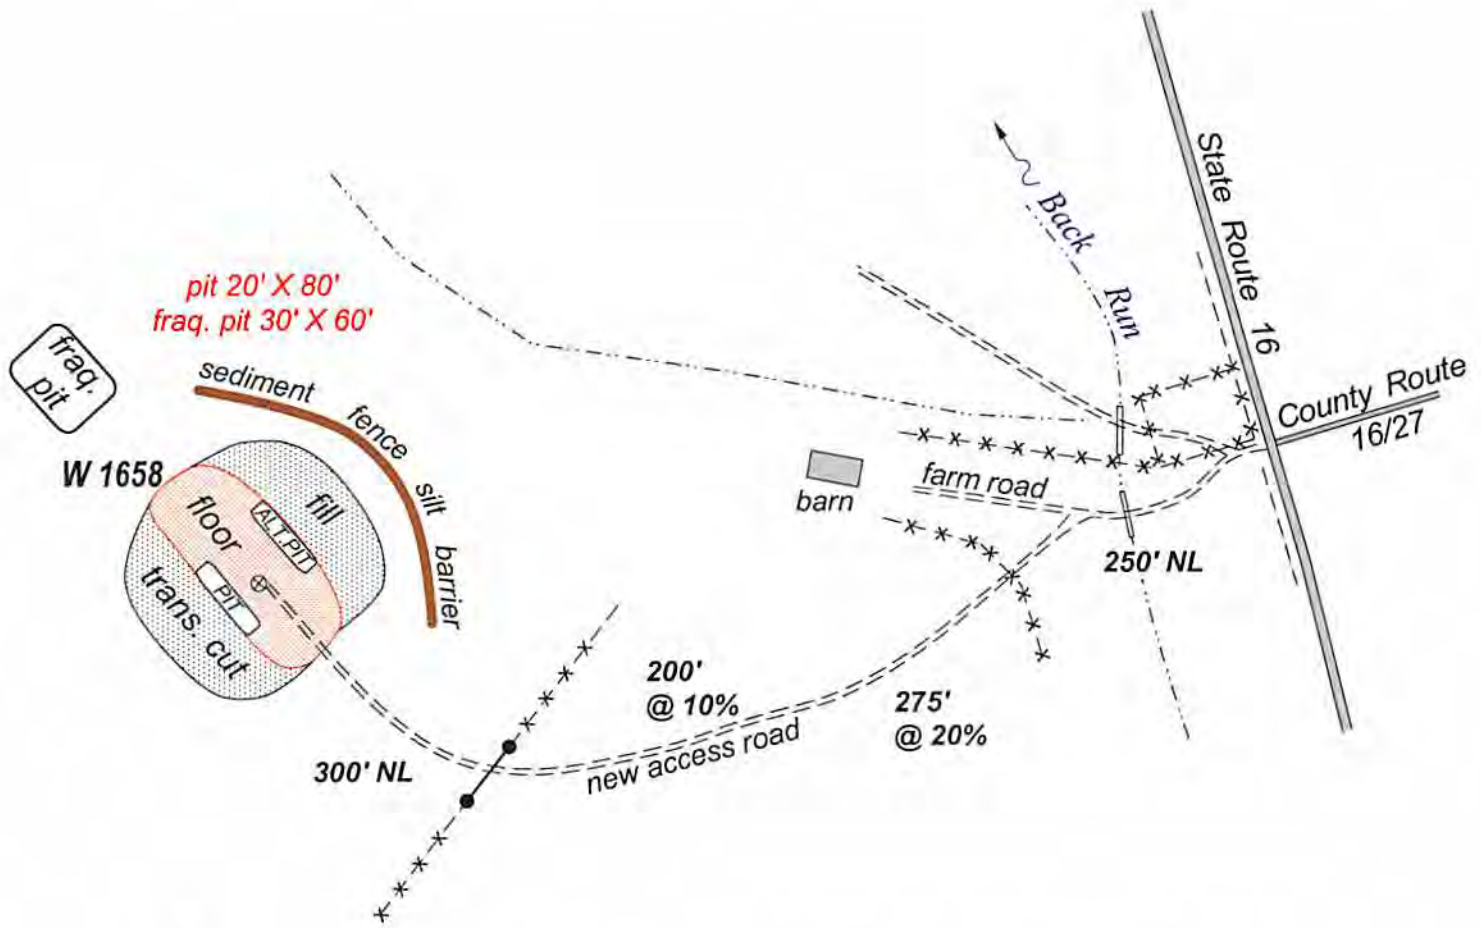 State Route 16
Back Run
pit 20' X 80'
fraq. pit 30' X 60'
fraq.
pit
sediment fence silt barrier
County Route
16/27
W 1658
fill
floor
ALT.PIT
PIT
trans. cut
farm road
barn
250' NL
200'
@ 10%
275'
@ 20%
new access road
300' NL